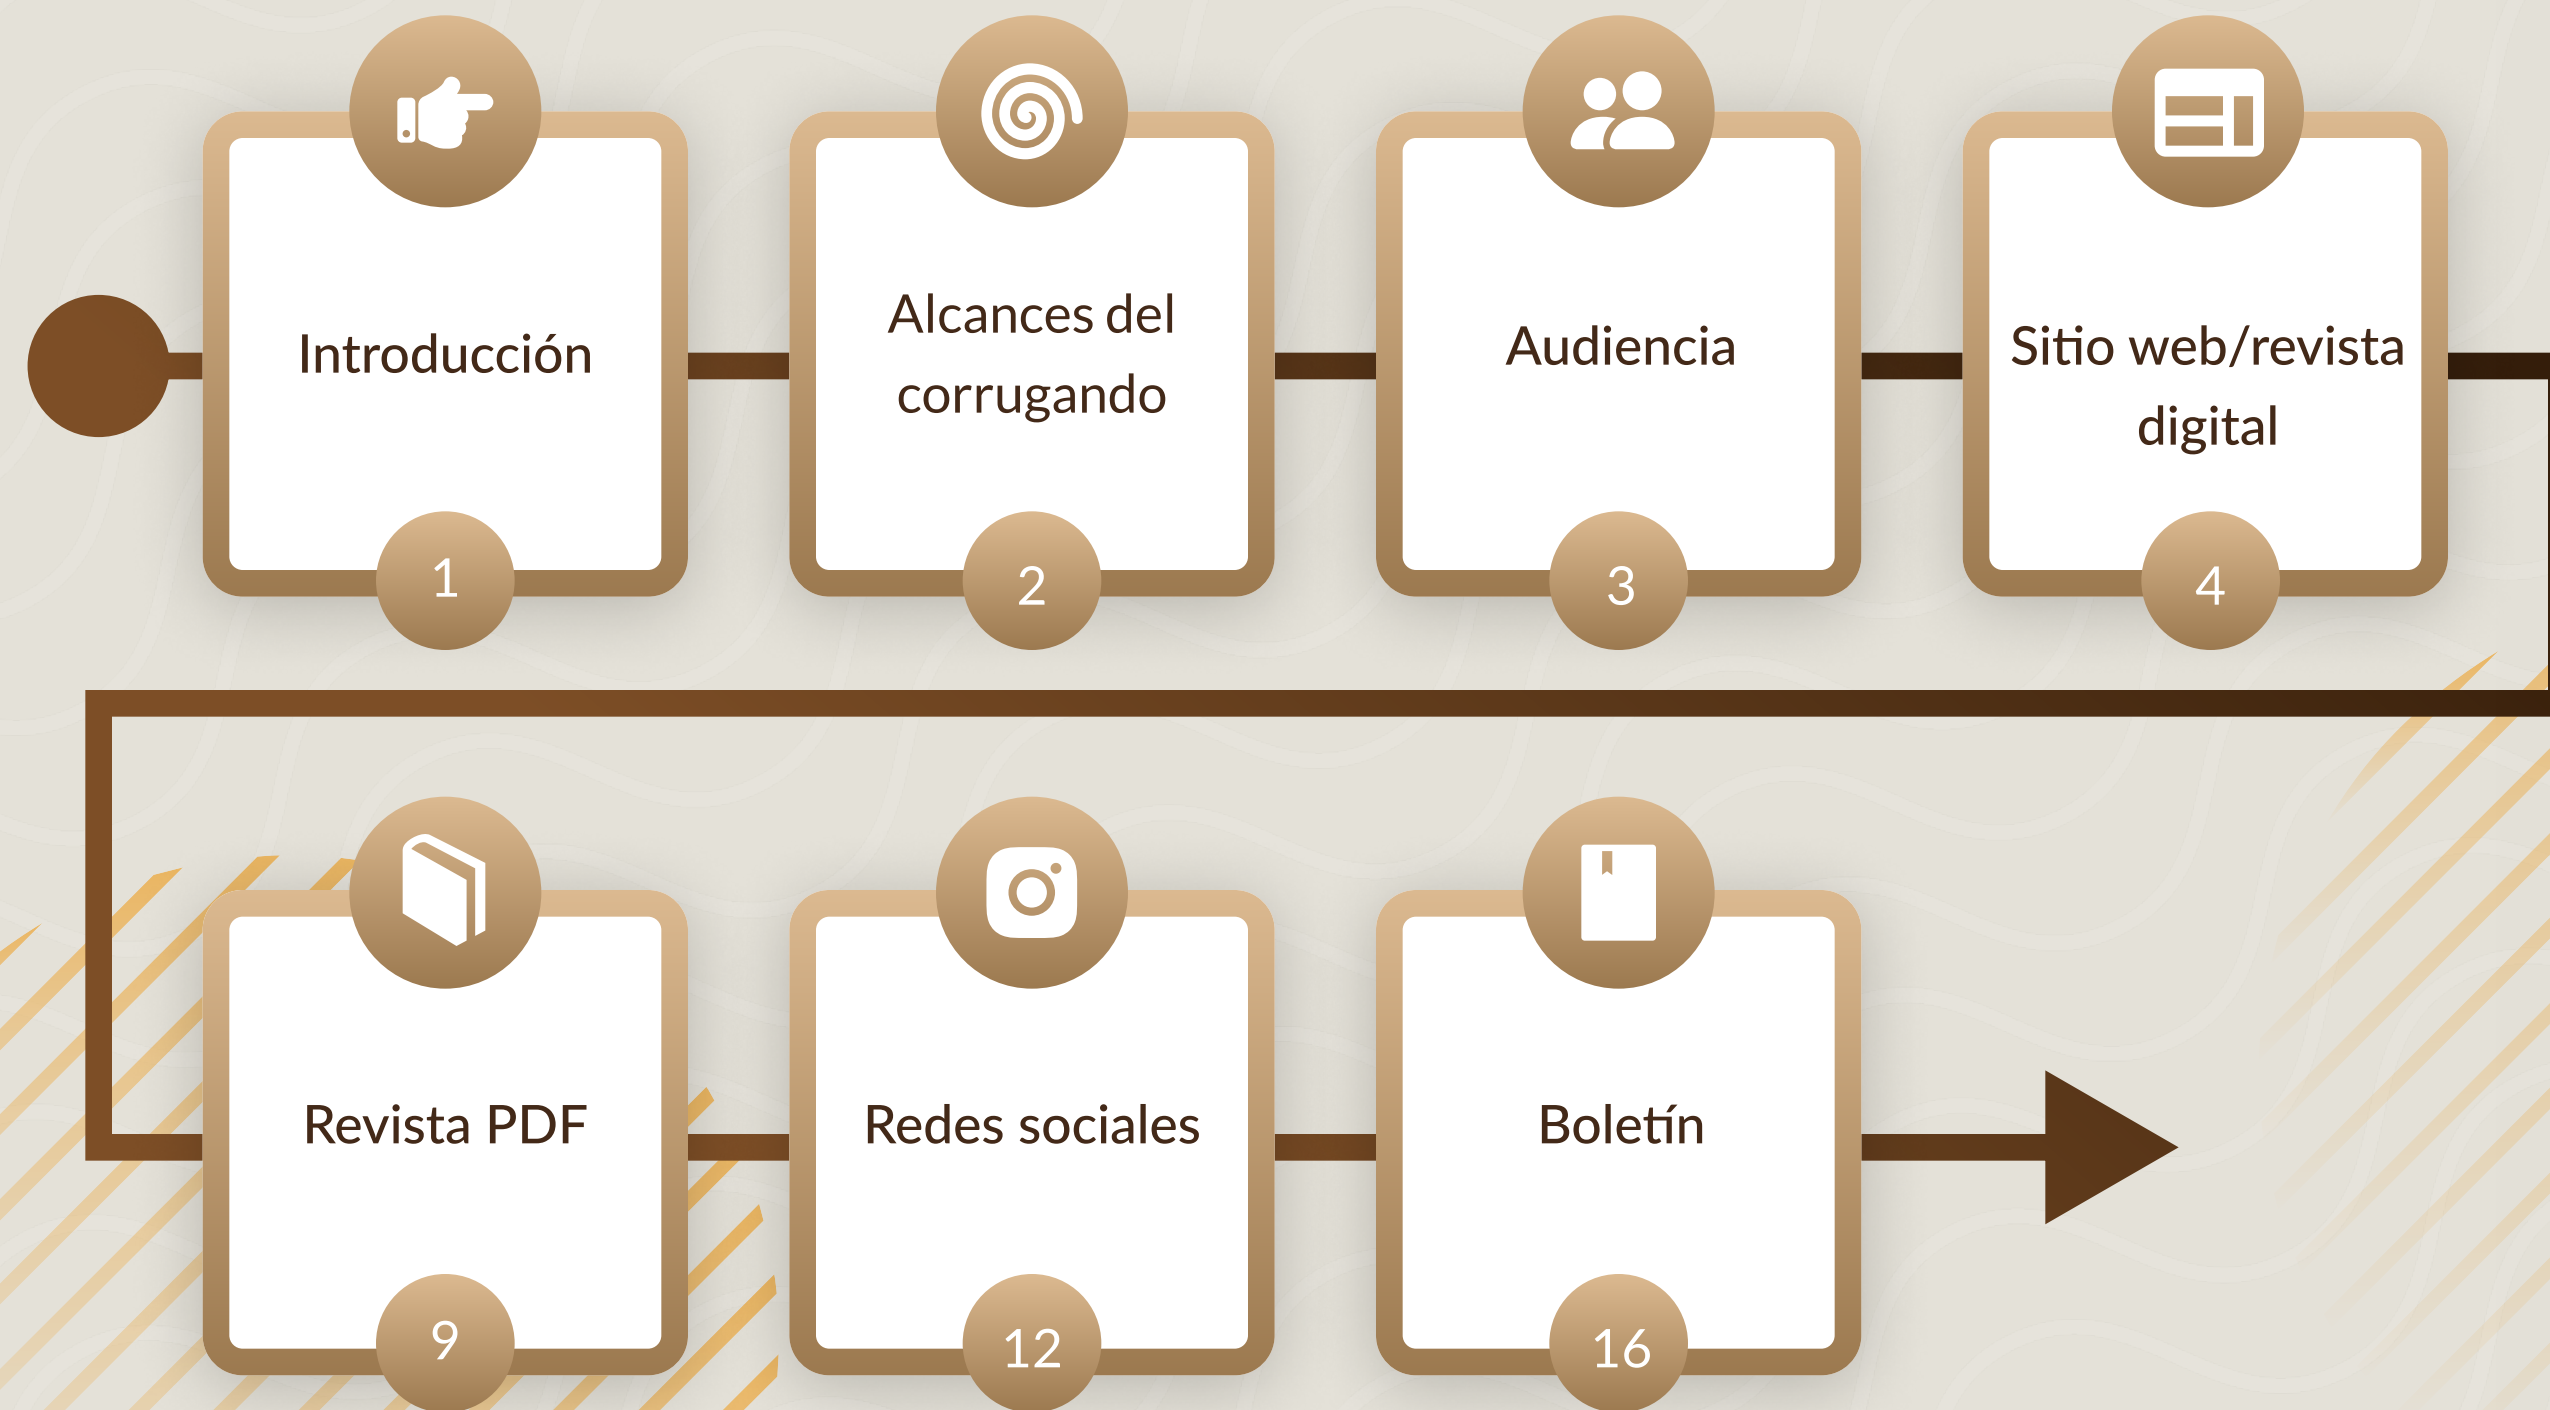 Introducción
1
Alcances del
corrugando
2
Audiencia
3
Sitio web/revista
digital
4
Revista PDF
9
Redes sociales
12
Boletín
16